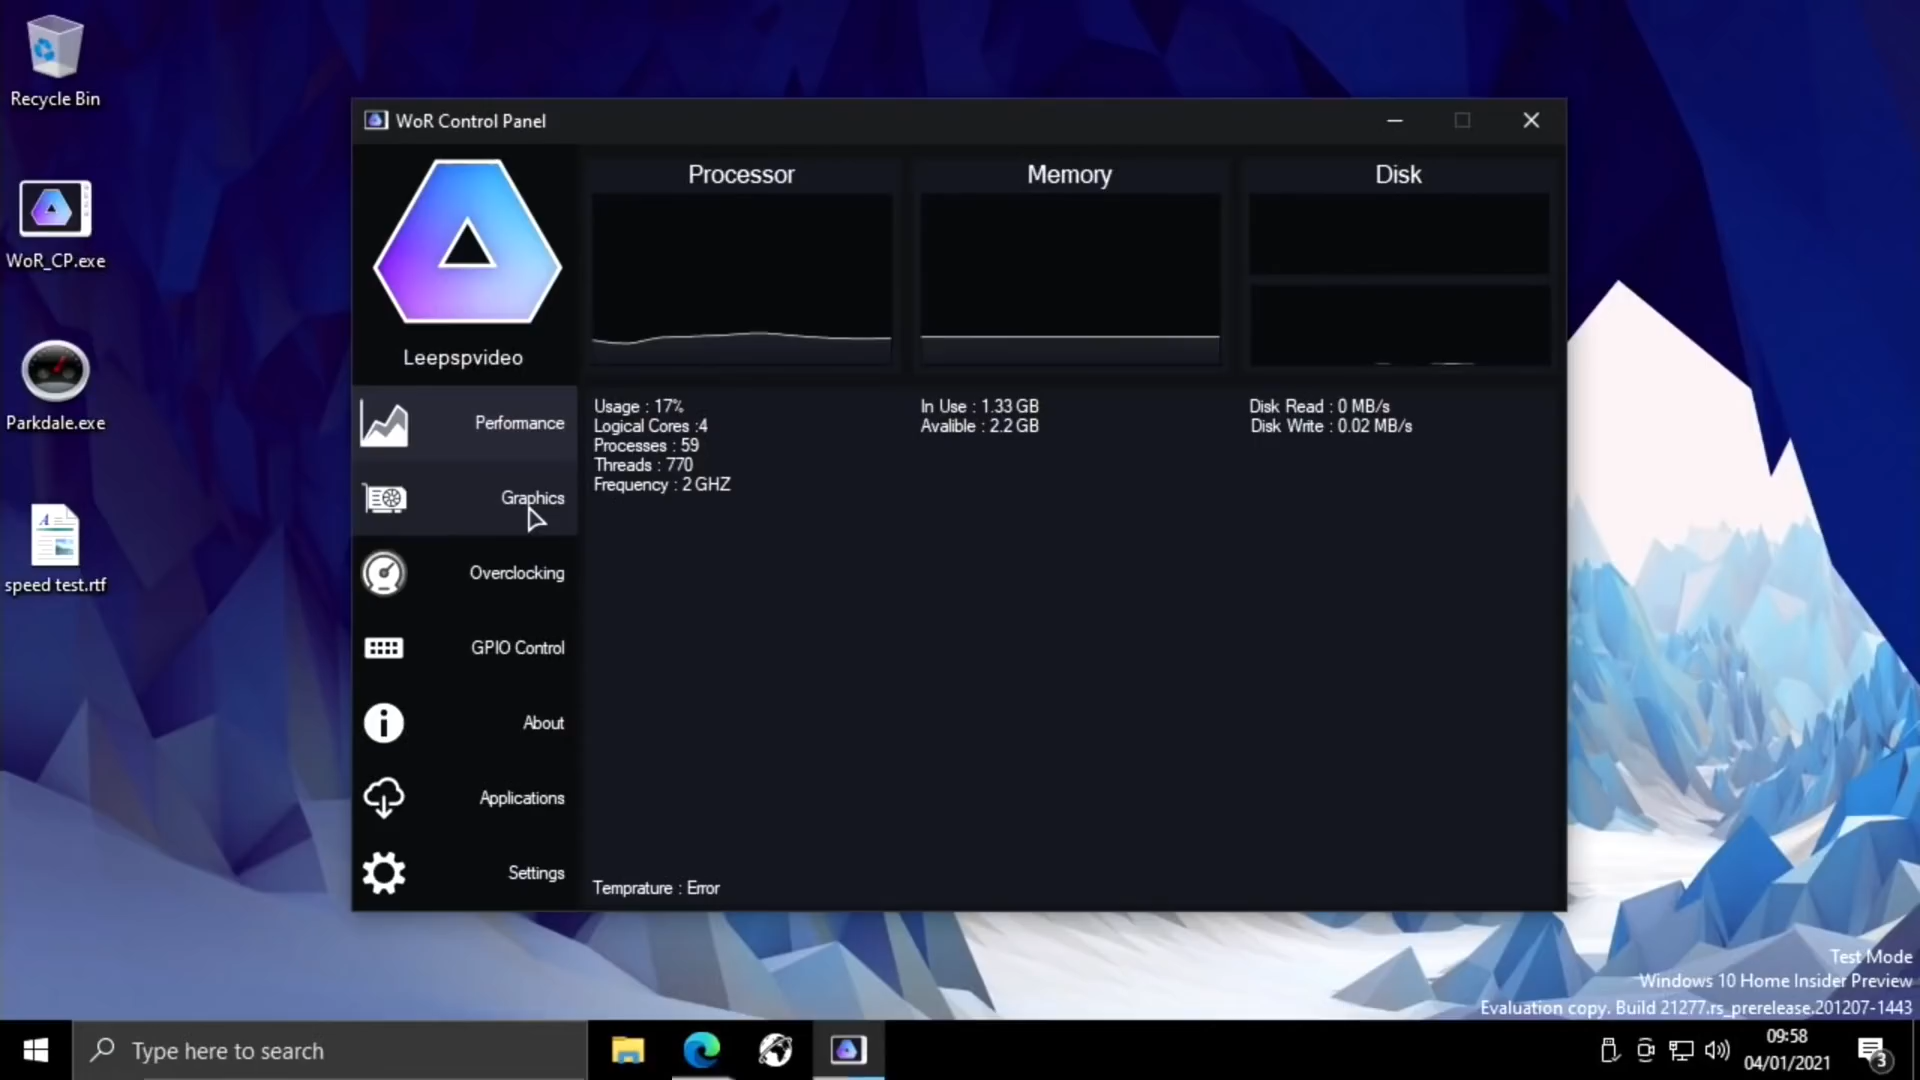 Recycle Bin
WoR_CP.exe
Parkdale.exe
speed test.rtf
WoR Control Panel
Leepspvideo
Performance
Graphics
Overclocking
GPIO Control
About
Applications
Settings
Processor
Usage : 17%
Logical Cores :4
Processes : 59
Threads : 770
Frequency : 2 GHZ
Memory
In Use : 1.33 GB
Avalible : 2.2 GB
Disk
Disk Read : 0 MB/s
Disk Write : 0.02 MB/s
Temprature : Error
Test Mode
Windows 10 Home Insider Preview
Evaluation copy. Build 21277.rs_prerelease.201207-1443
Type here to search
09:58
04/01/2021
3